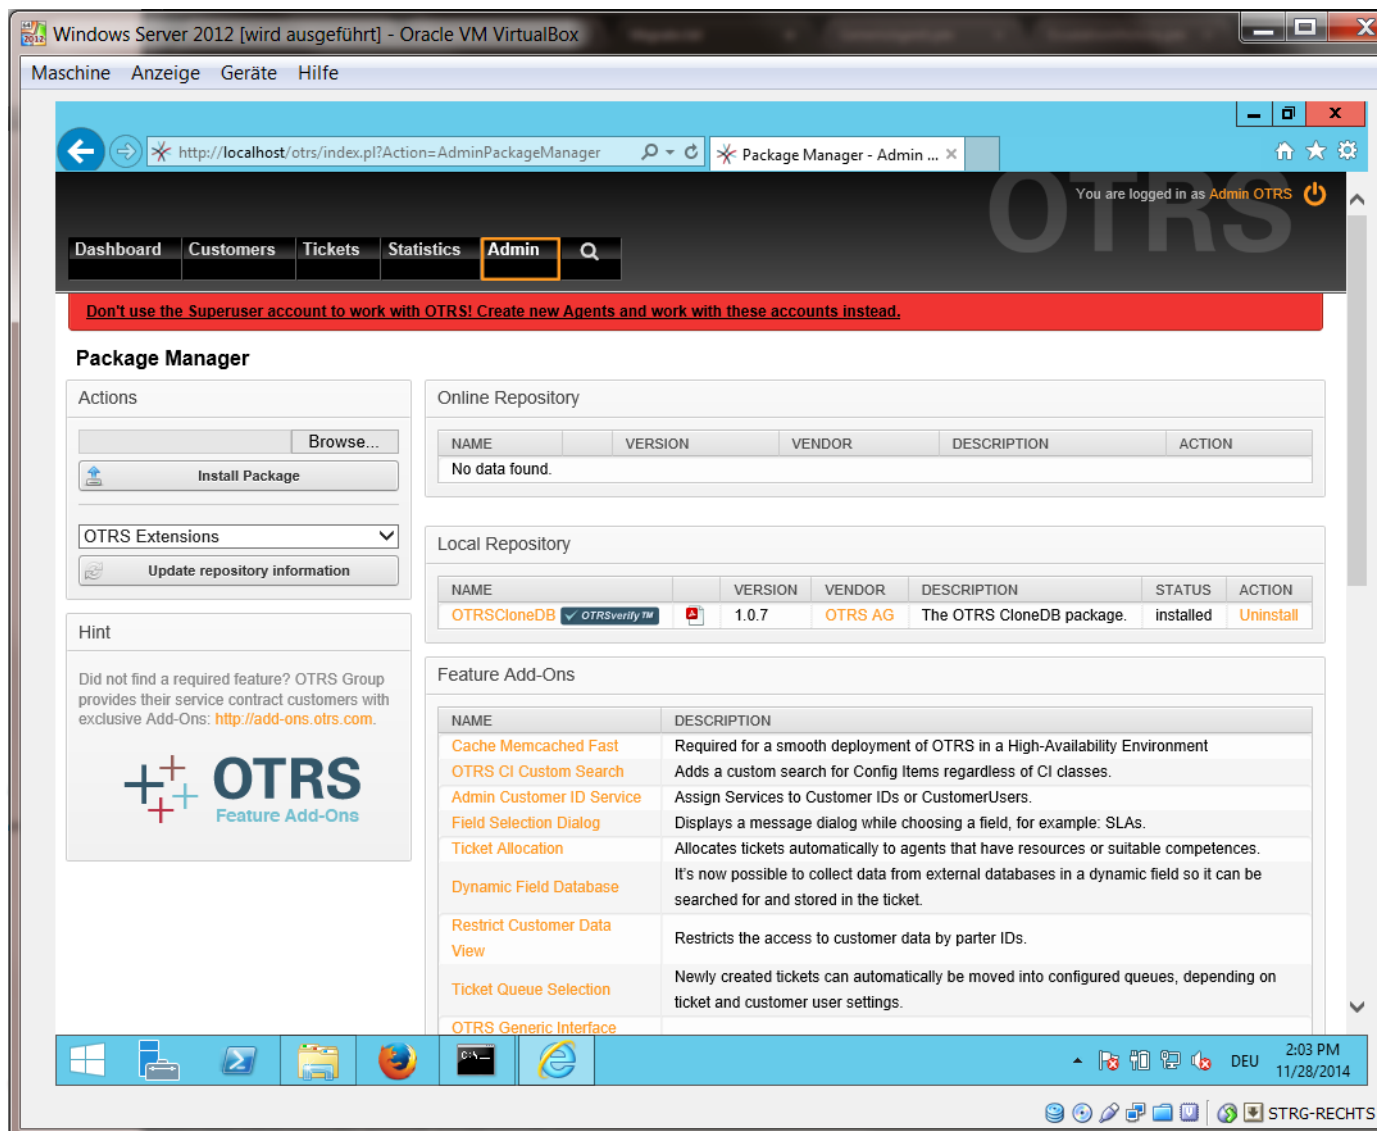 Windows Server 2012 [wird ausgeführt] - Oracle VM VirtualBox
Maschine Anzeige Geräte Hilfe
http://localhost/otrs/index.pl?Action=AdminPackageManager
Package Manager - Admin ...
OTRS
You are logged in as Admin OTRS
Dashboard Customers Tickets Statistics Admin
Don't use the Superuser account to work with OTRS! Create new Agents and work with these accounts instead.
Package Manager
Actions
Browse...
Install Package
OTRS Extensions
Update repository information
Hint
Did not find a required feature? OTRS Group
provides their service contract customers with
exclusive Add-Ons: http://add-ons.otrs.com.
OTRS
Feature Add-Ons
Online Repository
NAME VERSION VENDOR DESCRIPTION ACTION
No data found.
Local Repository
NAME VERSION VENDOR DESCRIPTION STATUS ACTION
OTRSCloneDB OTRSverify™ 1.0.7 OTRS AG The OTRS CloneDB package. installed Uninstall
Feature Add-Ons
NAME DESCRIPTION
Cache Memcached Fast Required for a smooth deployment of OTRS in a High-Availability Environment
OTRS CI Custom Search Adds a custom search for Config Items regardless of CI classes.
Admin Customer ID Service Assign Services to Customer IDs or CustomerUsers.
Field Selection Dialog Displays a message dialog while choosing a field, for example: SLAs.
Ticket Allocation Allocates tickets automatically to agents that have resources or suitable competences.
Dynamic Field Database It's now possible to collect data from external databases in a dynamic field so it can be
searched for and stored in the ticket.
Restrict Customer Data
View
Restricts the access to customer data by parter IDs.
Ticket Queue Selection Newly created tickets can automatically be moved into configured queues, depending on
ticket and customer user settings.
OTRS Generic Interface
C:\_
DEU
2:03 PM
11/28/2014
STRG-RECHTS